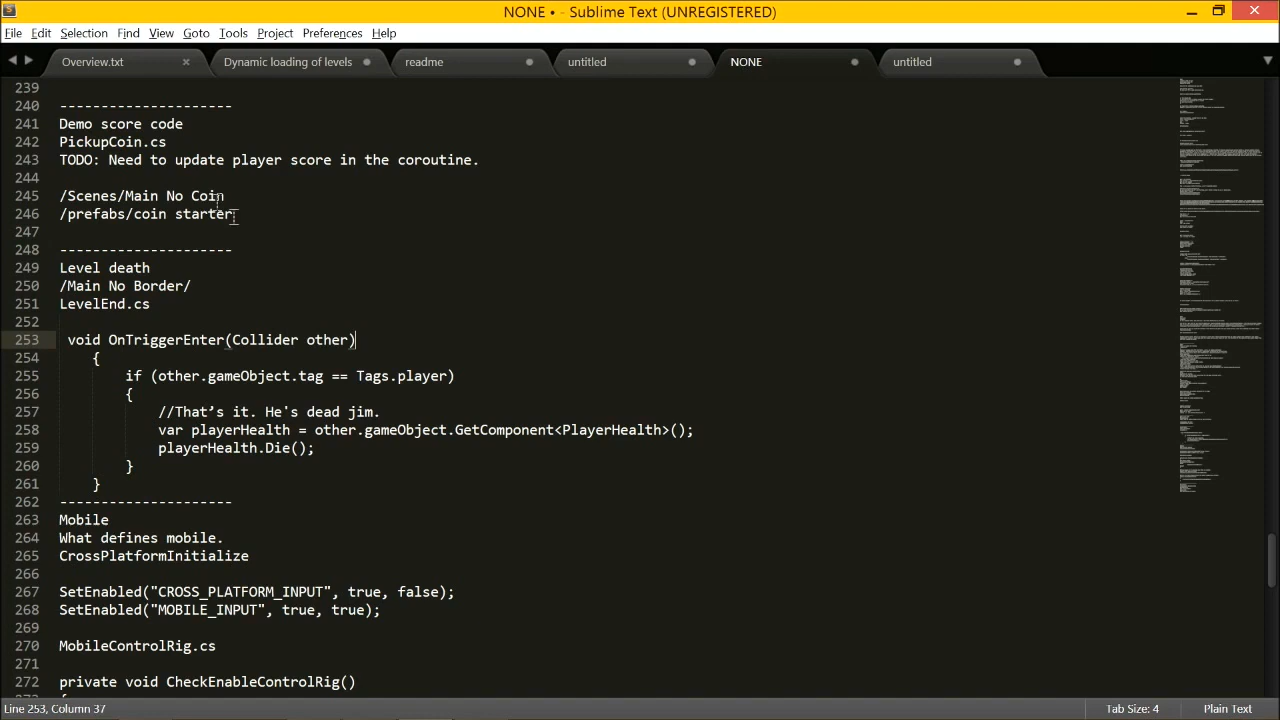 NONE • - Sublime Text (UNREGISTERED)
File Edit Selection Find View Goto Tools Project Preferences Help
Overview.txt Dynamic loading of levels readme untitled NONE untitled
239
240 ---------------------
241 Demo score code
242 PickupCoin.cs
243 TODO: Need to update player score in the coroutine.
244
245 /Scenes/Main No Coin
246 /prefabs/coin starter
247
248 ---------------------
249 Level death
250 /Main No Border/
251 LevelEnd.cs
252
253 id OnTriggerEnter(Collider other)
254 {
255 if (other.gameObject.tag == Tags.player)
256 {
257 //That's it. He's dead jim.
258 var playerHealth = other.gameObject.GetComponent<PlayerHealth>();
259 playerHealth.Die();
260 }
261 }
262 ---------------------
263 Mobile
264 What defines mobile.
265 CrossPlatformInitialize
266
267 SetEnabled("CROSS_PLATFORM_INPUT", true, false);
268 SetEnabled("MOBILE_INPUT", true, true);
269
270 MobileControlRig.cs
271
272 private void CheckEnableControlRig()
273 {
Line 253, Column 37 Tab Size: 4 Plain Text